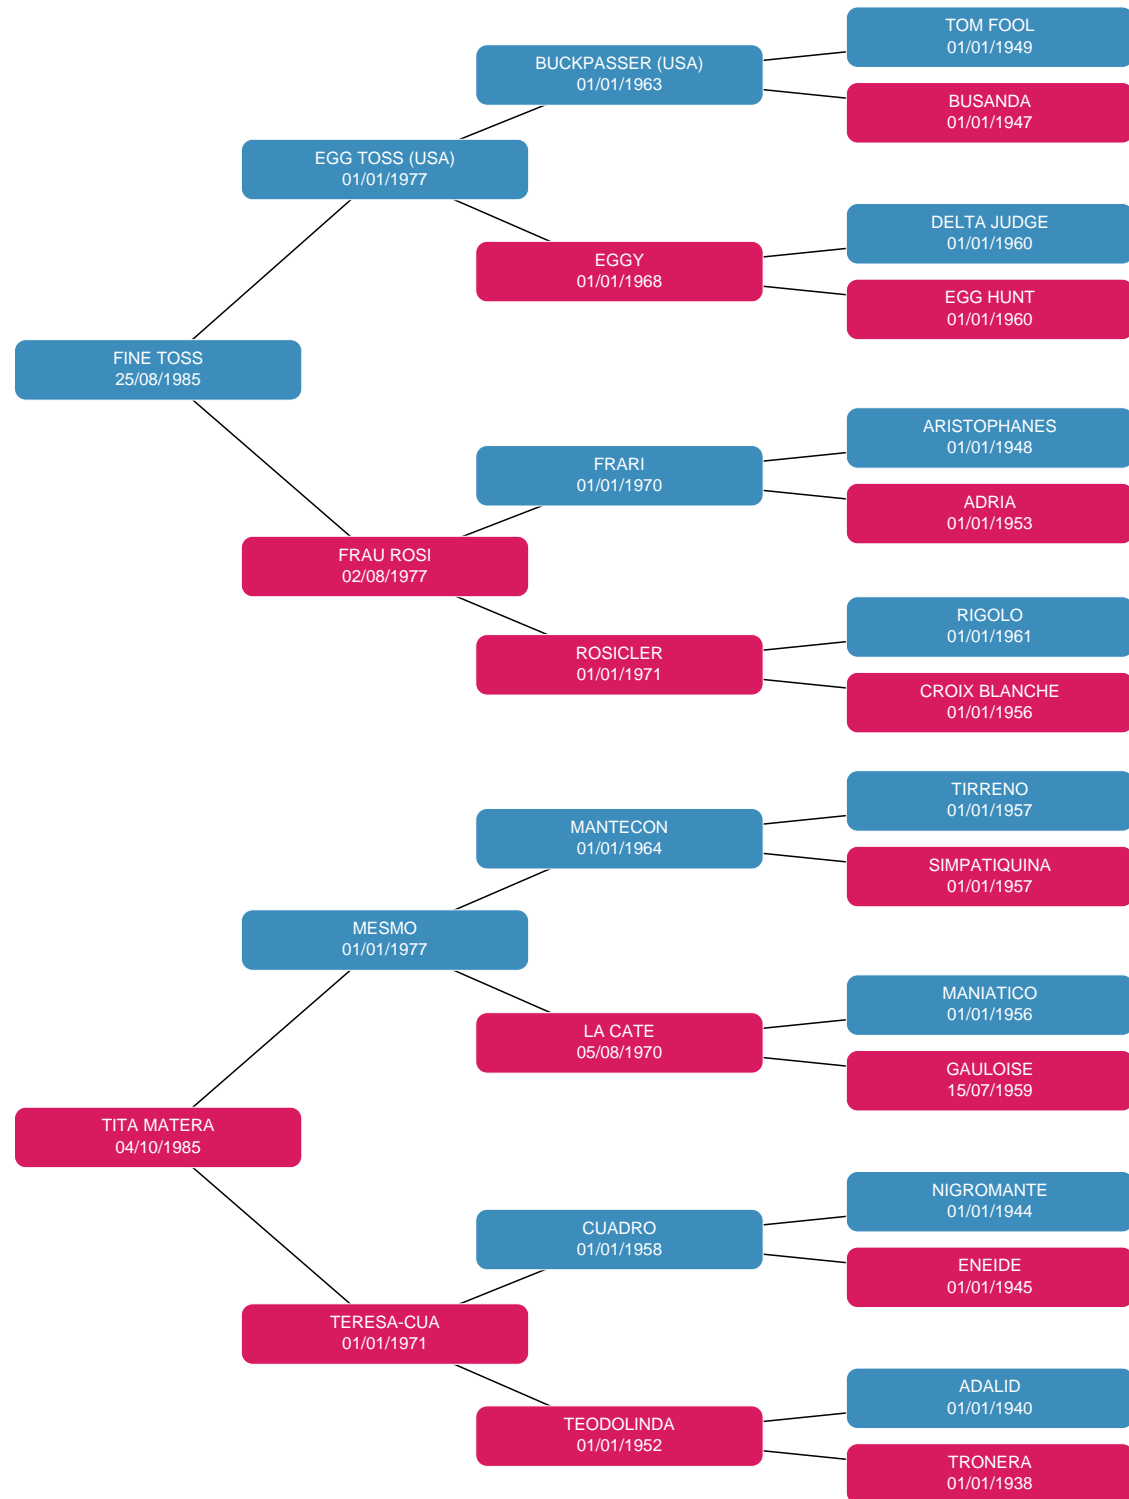 TOM FOOL
01/01/1949
BUCKPASSER (USA)
01/01/1963
BUSANDA
01/01/1947
EGG TOSS (USA)
01/01/1977
DELTA JUDGE
01/01/1960
EGGY
01/01/1968
EGG HUNT
01/01/1960
FINE TOSS
25/08/1985
ARISTOPHANES
01/01/1948
FRARI
01/01/1970
ADRIA
01/01/1953
FRAU ROSI
02/08/1977
RIGOLO
01/01/1961
ROSICLER
01/01/1971
CROIX BLANCHE
01/01/1956
TIRRENO
01/01/1957
MANTECON
01/01/1964
SIMPATIQUINA
01/01/1957
MESMO
01/01/1977
MANIATICO
01/01/1956
LA CATE
05/08/1970
GAULOISE
15/07/1959
TITA MATERA
04/10/1985
NIGROMANTE
01/01/1944
CUADRO
01/01/1958
ENEIDE
01/01/1945
TERESA-CUA
01/01/1971
ADALID
01/01/1940
TEODOLINDA
01/01/1952
TRONERA
01/01/1938